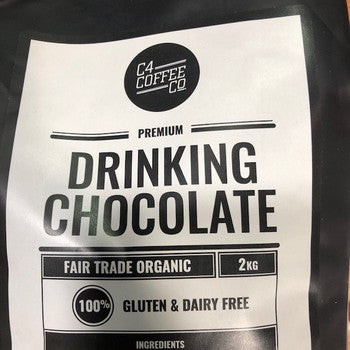 C4
COFFEE
CO
PREMIUM
DRINKING
CHOCOLATE
FAIR TRADE ORGANIC 2KG
100% GLUTEN & DAIRY FREE
INGREDIENTS